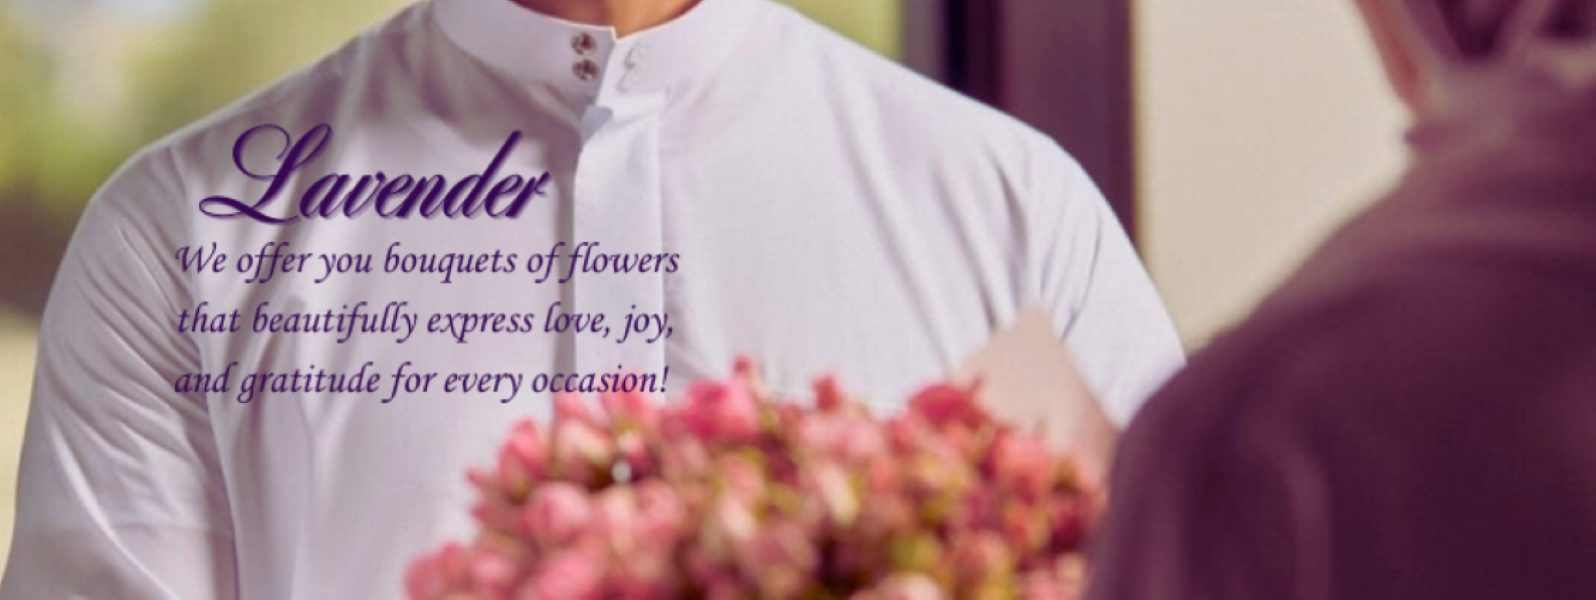 Lavender
We offer you bouquets of flowers
that beautifully express love, joy,
and gratitude for every occasion!